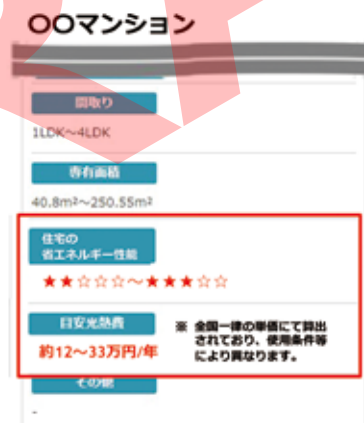 〇〇マンション
間取り
1LDK～4LDK
専有面積
40.8m²～250.55m²
住宅の
省エネルギー性能
★★☆☆☆～★★★☆☆
目安光熱費
約12～33万円/年
※ 全国一律の単価にて算出
されており、使用条件等
により異なります。
その他
-